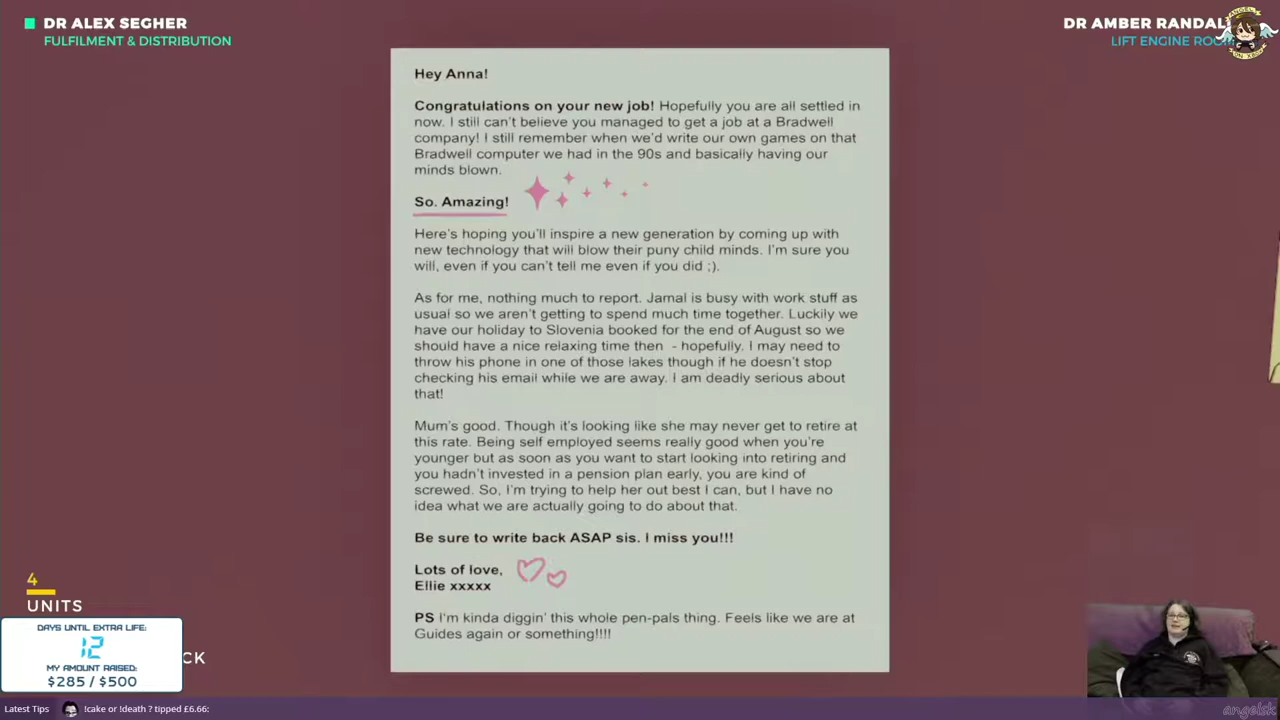 DR ALEX SEGHER
FULFILMENT & DISTRIBUTION
DR AMBER RANDAL
LIFT ENGINE ROO
ANGEL
ON XBOX
Hey Anna!
Congratulations on your new job! Hopefully you are all settled in
now. I still can't believe you managed to get a job at a Bradwell
company! I still remember when we'd write our own games on that
Bradwell computer we had in the 90s and basically having our
minds blown.
So. Amazing!
Here's hoping you'll inspire a new generation by coming up with
new technology that will blow their puny child minds. I'm sure you
will, even if you can't tell me even if you did ;).
As for me, nothing much to report. Jamal is busy with work stuff as
usual so we aren't getting to spend much time together. Luckily we
have our holiday to Slovenia booked for the end of August so we
should have a nice relaxing time then - hopefully. I may need to
throw his phone in one of those lakes though if he doesn't stop
checking his email while we are away. I am deadly serious about
that!
Mum's good. Though it's looking like she may never get to retire at
this rate. Being self employed seems really good when you're
younger but as soon as you want to start looking into retiring and
you hadn't invested in a pension plan early, you are kind of
screwed. So, I'm trying to help her out best I can, but I have no
idea what we are actually going to do about that.
Be sure to write back ASAP sis. I miss you!!!
Lots of love,
Ellie xxxxx
PS I'm kinda diggin' this whole pen-pals thing. Feels like we are at
Guides again or something!!!!
4
UNITS
CK
DAYS UNTIL EXTRA LIFE:
12
MY AMOUNT RAISED:
$285 / $500
Latest Tips !cake or !death ? tipped £6.66:
angelsk